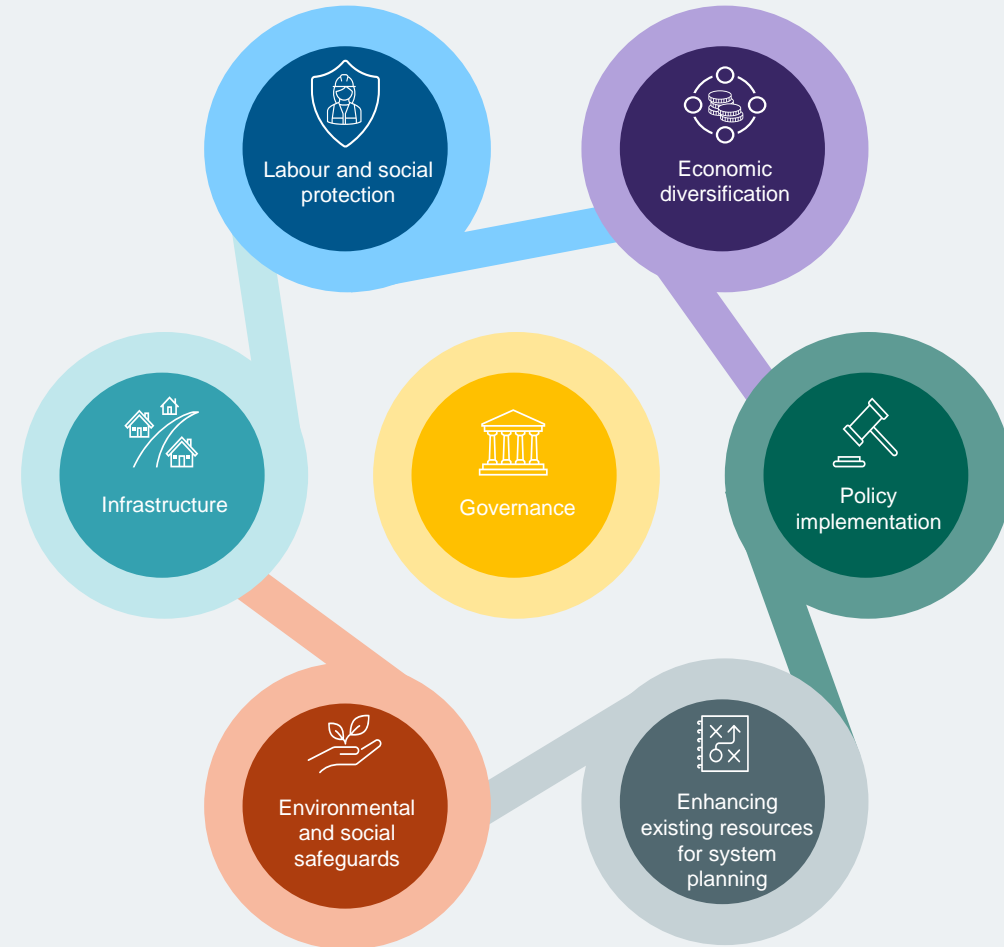 Labour and social
protection
Economic
diversification
Infrastructure
Governance
Policy
implementation
Environmental
and social
safeguards
Enhancing
existing resources
for system
planning